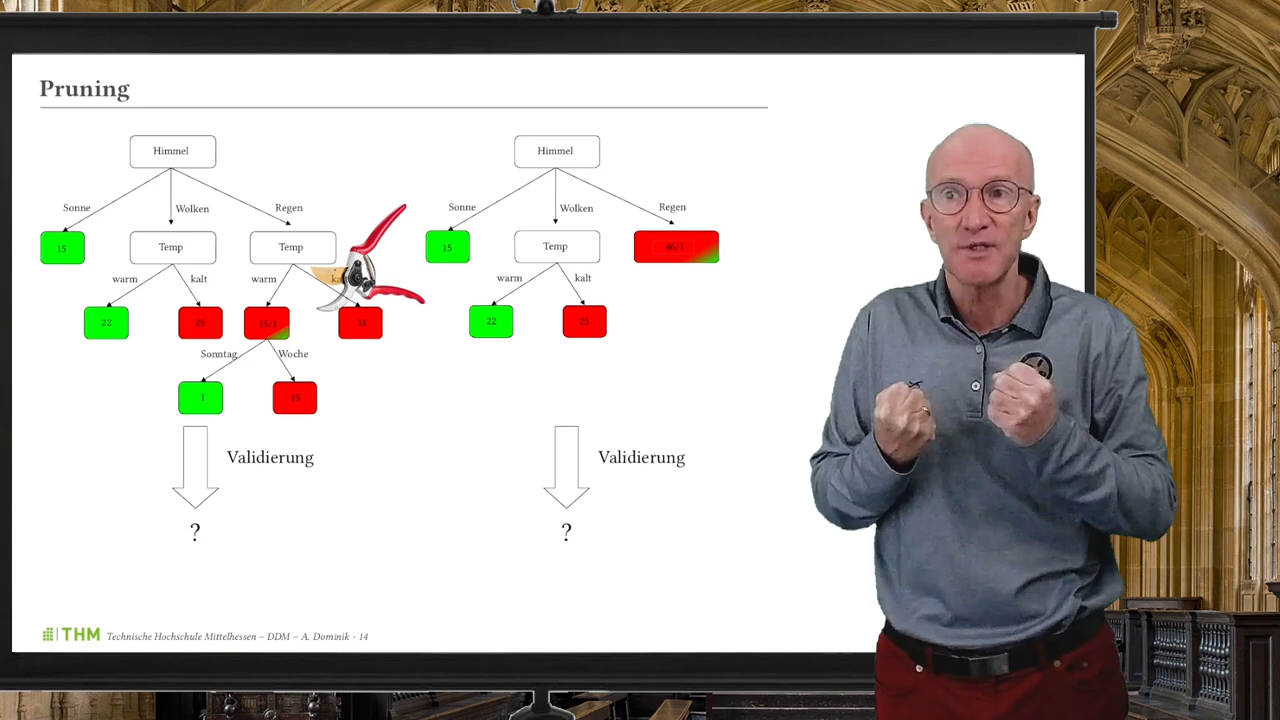 Pruning
Himmel
Sonne
Wolken
Regen
15
Temp
Temp
warm
kalt
warm
22
25
15/1
31
Sonntag
Woche
1
15
Validierung
?
Himmel
Sonne
Wolken
Regen
15
Temp
46/1
warm
kalt
22
25
Validierung
?
THM Technische Hochschule Mittelhessen – DDM – A. Dominik - 14